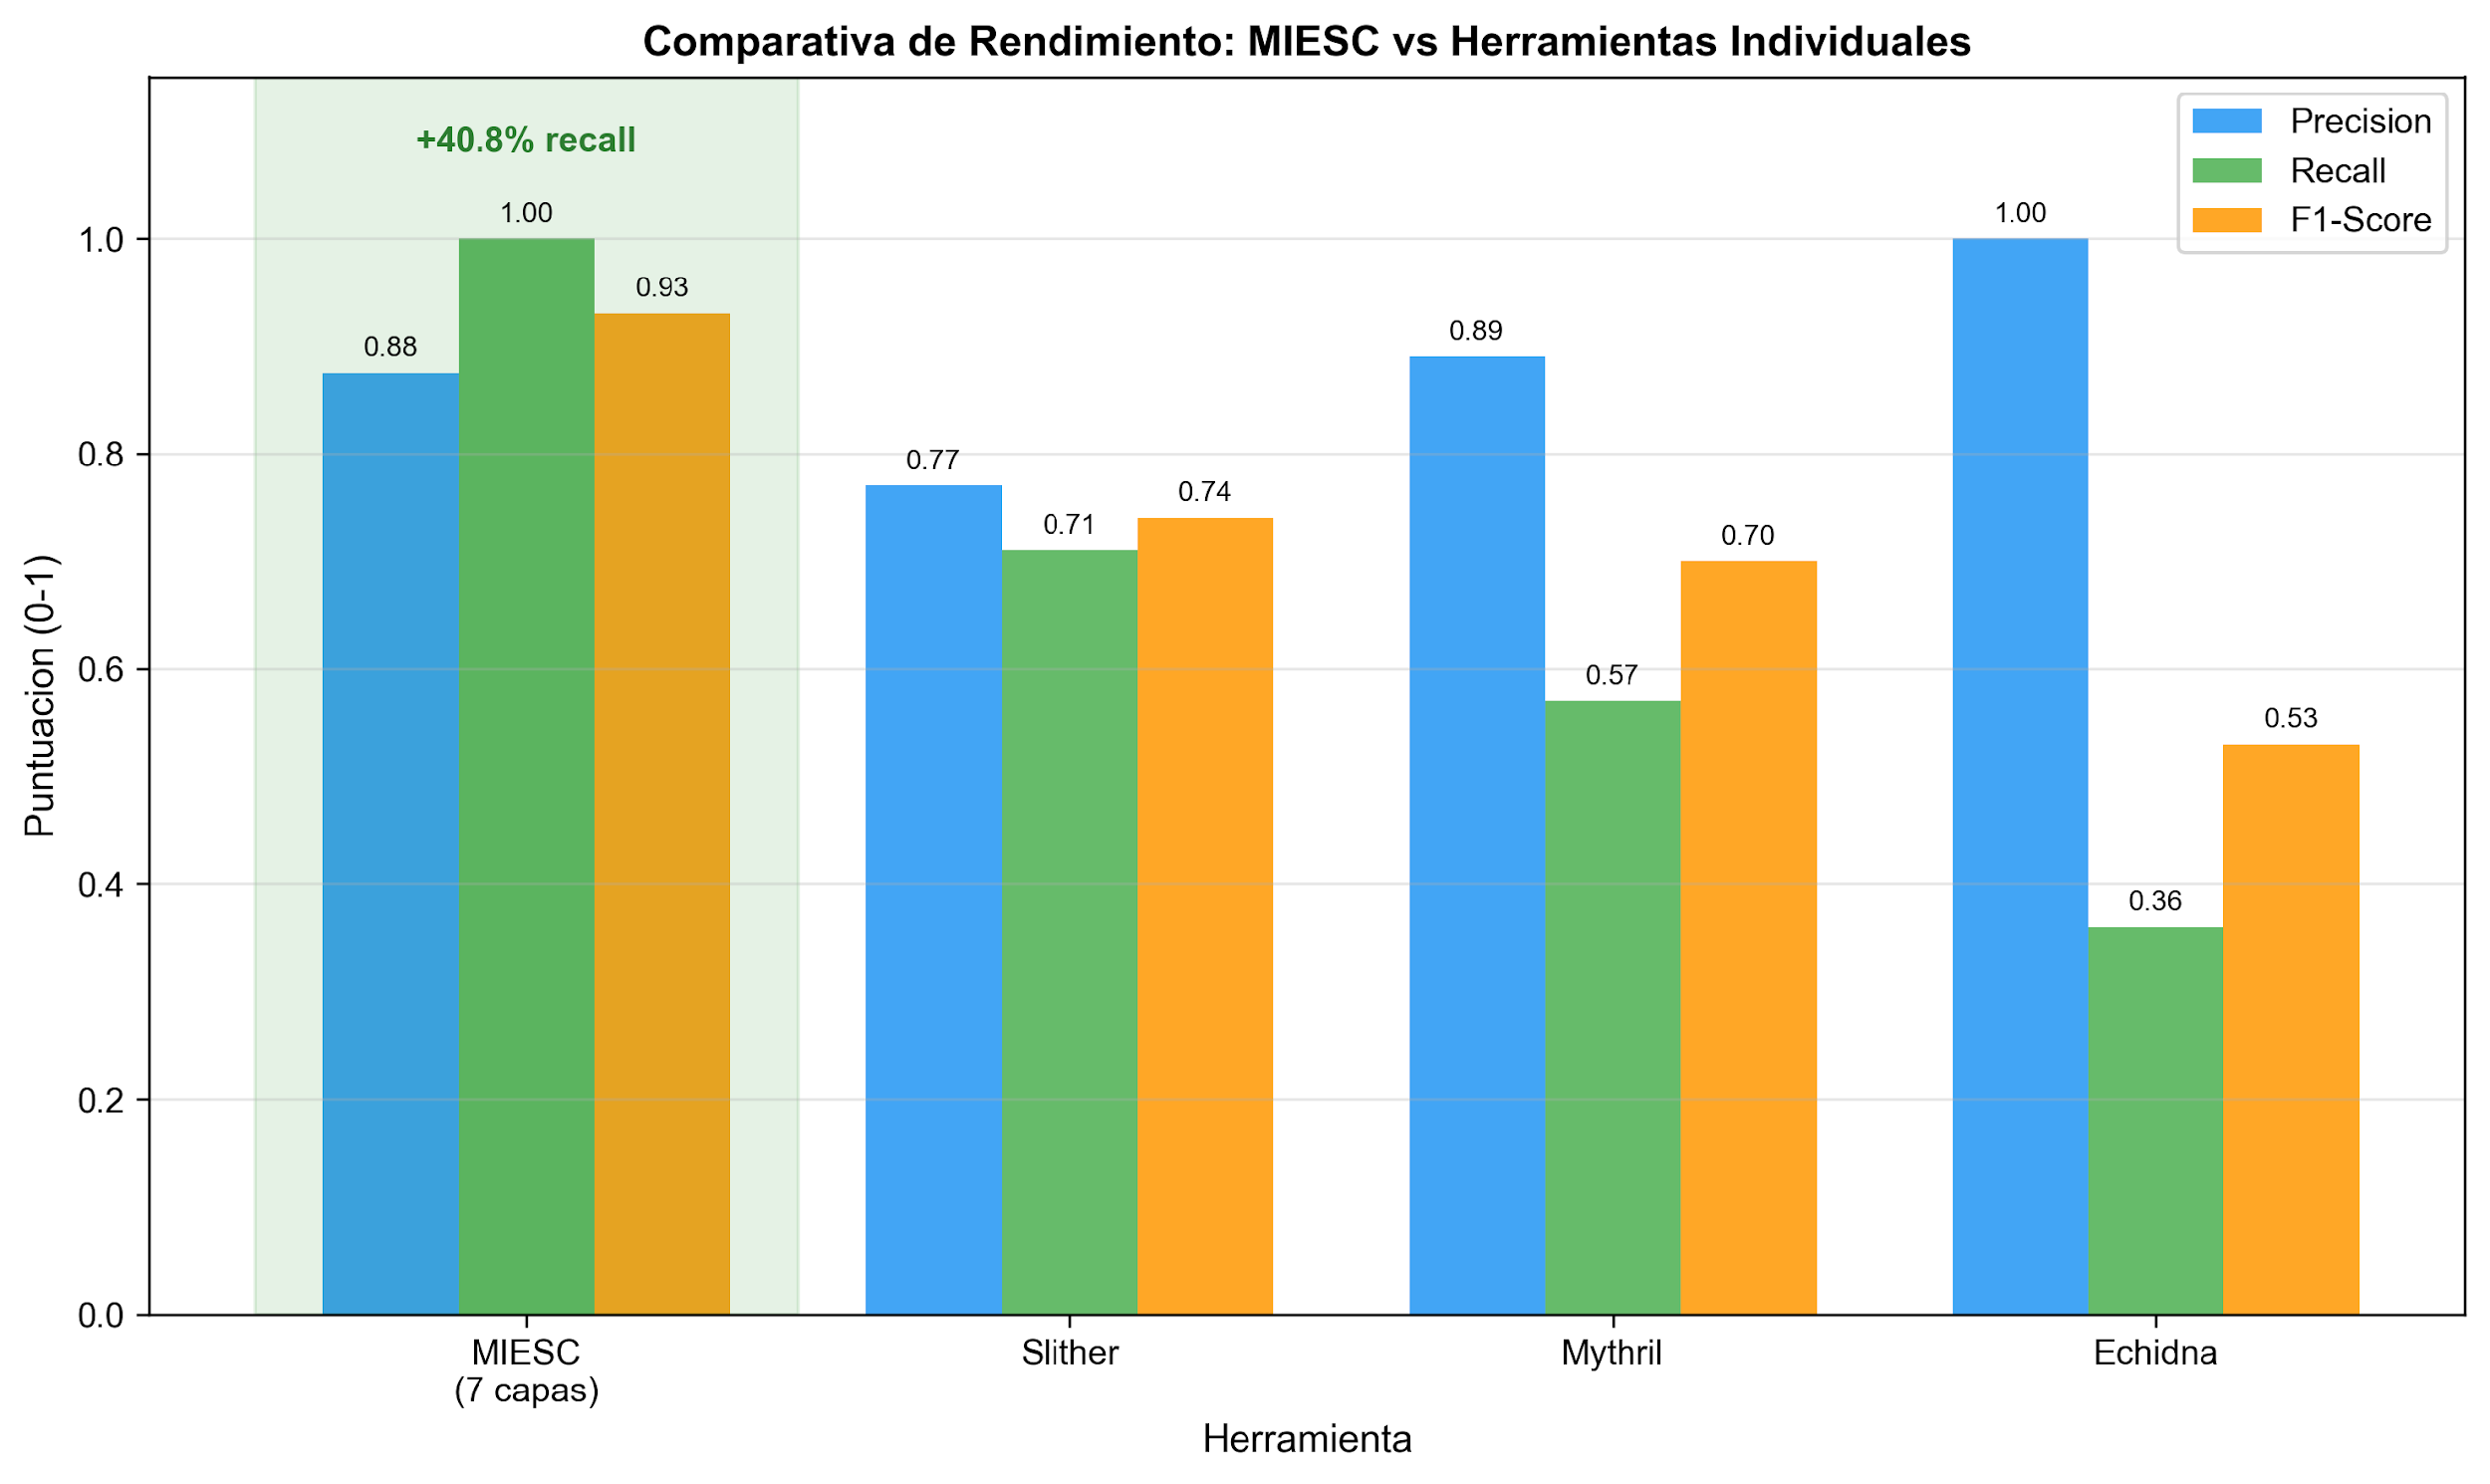 Comparativa de Rendimiento: MIESC vs Herramientas Individuales
+40.8% recall
Precision
Recall
F1-Score
0.88
1.00
0.93
0.77
0.71
0.74
0.89
0.57
0.70
1.00
0.36
0.53
Puntuacion (0-1)
1.0
0.8
0.6
0.4
0.2
0.0
MIESC
(7 capas)
Slither
Mythril
Echidna
Herramienta